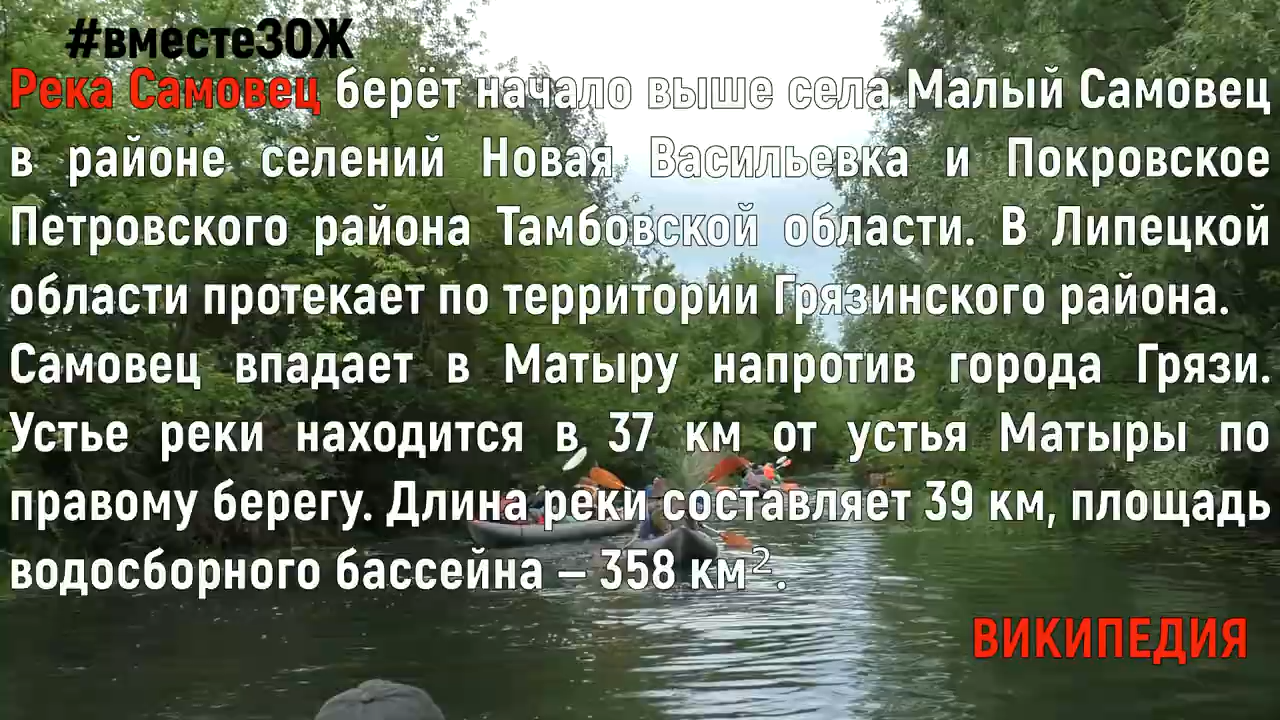 #вместеЗОЖ
Река Самовец берёт начало выше села Малый Самовец
в районе селений Новая Васильевка и Покровское
Петровского района Тамбовской области. В Липецкой
области протекает по территории Грязинского района.
Самовец впадает в Матыру напротив города Грязи.
Устье реки находится в 37 км от устья Матыры по
правому берегу. Длина реки составляет 39 км, площадь
водосборного бассейна – 358 км².
ВИКИПЕДИЯ